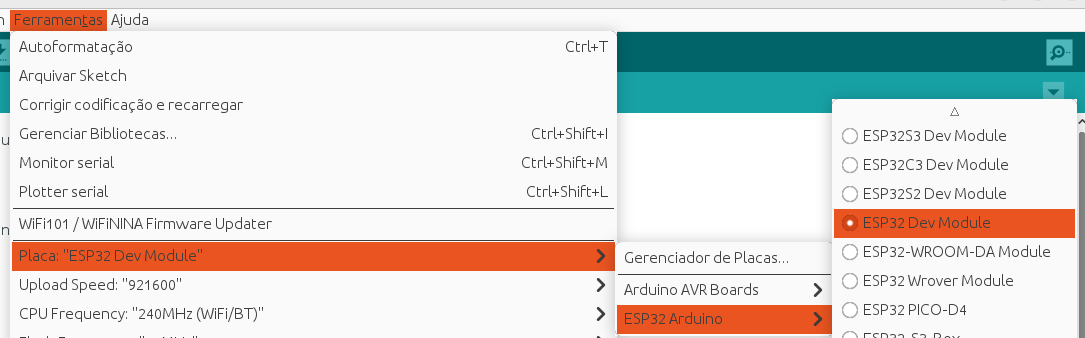 Ferramentas Ajuda
Autoformatação Ctrl+T
Arquivar Sketch
Corrigir codificação e recarregar
Gerenciar Bibliotecas... Ctrl+Shift+I
Monitor serial Ctrl+Shift+M
Plotter serial Ctrl+Shift+L
WiFi101 / WiFiNINA Firmware Updater
Placa: "ESP32 Dev Module"
Upload Speed: "921600"
CPU Frequency: "240MHz (WiFi/BT)"
Gerenciador de Placas...
Arduino AVR Boards
ESP32 Arduino
ESP32S3 Dev Module
ESP32C3 Dev Module
ESP32S2 Dev Module
ESP32 Dev Module
ESP32-WROOM-DA Module
ESP32 Wrover Module
ESP32 PICO-D4